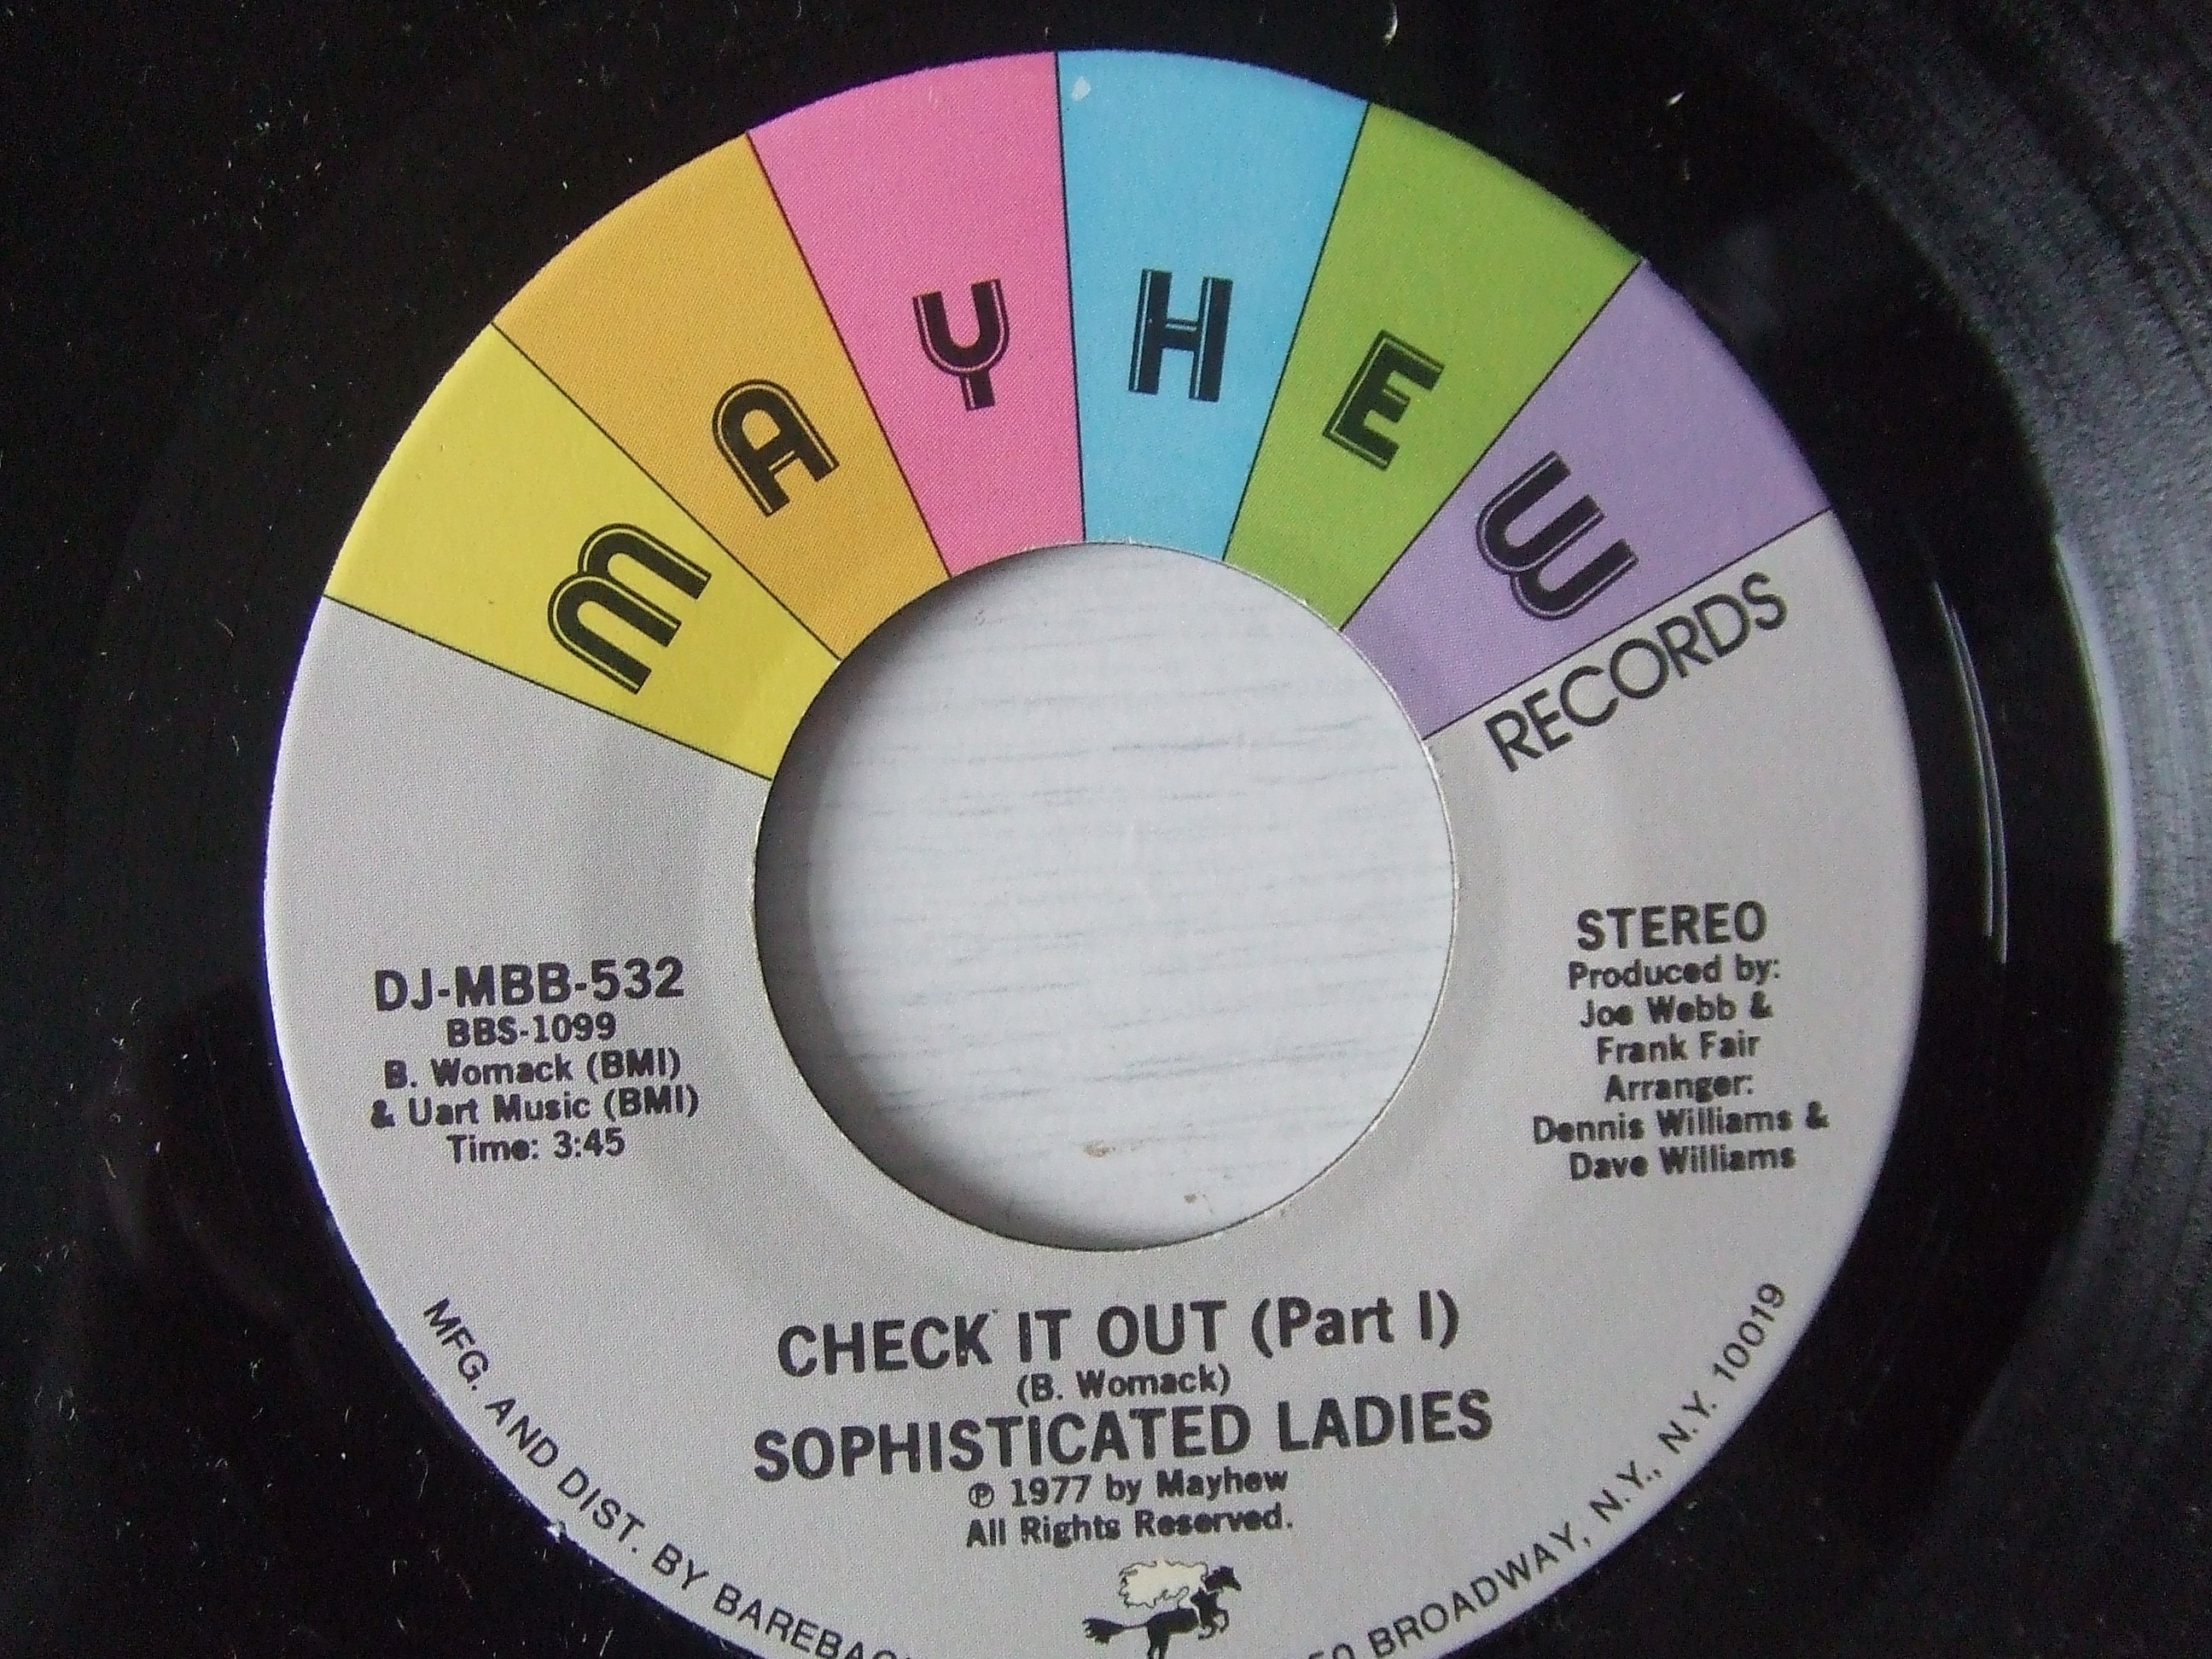 MAYHEW
RECORDS
DJ-MBB-532
BBS-1099
B. Womack (BMI)
& Uart Music (BMI)
Time: 3:45
STEREO
Produced by:
Joe Webb &
Frank Fair
Arranger:
Dennis Williams &
Dave Williams
CHECK IT OUT (Part I)
(B. Womack)
SOPHISTICATED LADIES
℗ 1977 by Mayhew
All Rights Reserved.
MFG. AND DIST. BY BROADWAY, N.Y., N.Y. 10019